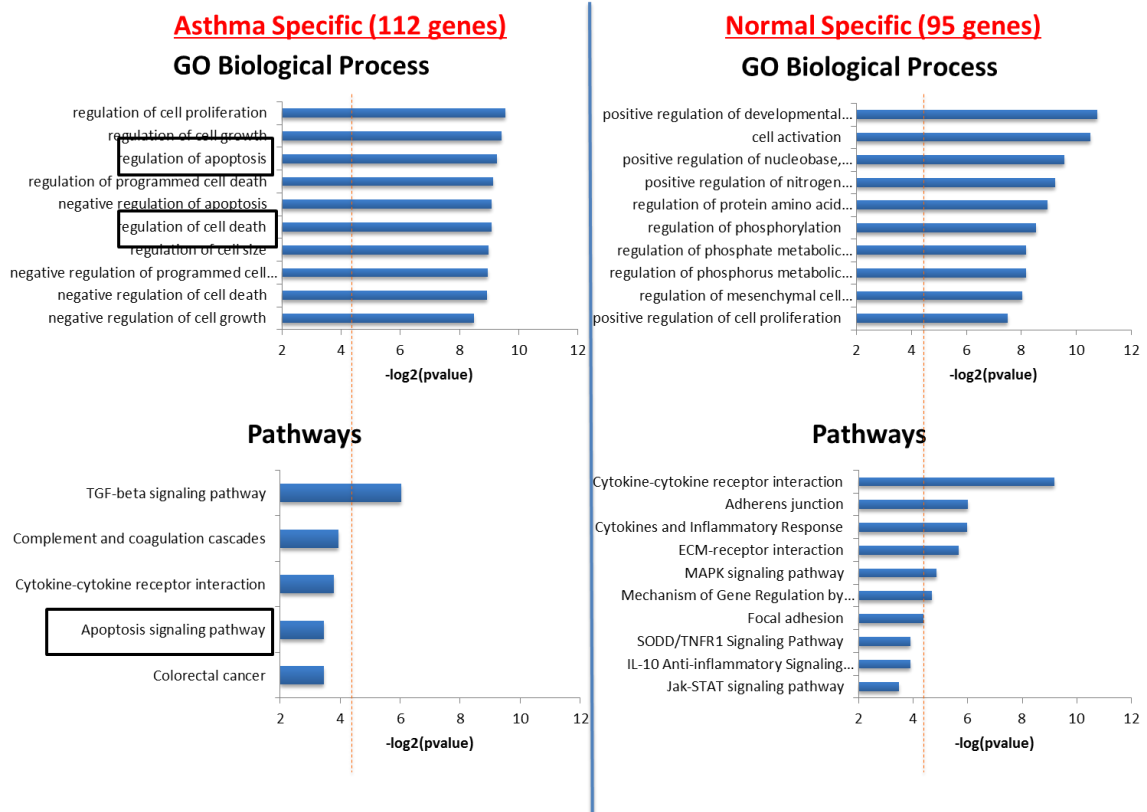 Asthma Specific (112 genes)
GO Biological Process
regulation of cell proliferation
regulation of cell growth
regulation of apoptosis
regulation of programmed cell death
negative regulation of apoptosis
regulation of cell death
regulation of cell size
negative regulation of programmed cell...
negative regulation of cell death
negative regulation of cell growth
2 4 6 8 10 12
-log2(pvalue)
Pathways
TGF-beta signaling pathway
Complement and coagulation cascades
Cytokine-cytokine receptor interaction
Apoptosis signaling pathway
Colorectal cancer
2 4 6 8 10 12
-log2(pvalue)
Normal Specific (95 genes)
GO Biological Process
positive regulation of developmental...
cell activation
positive regulation of nucleobase,...
positive regulation of nitrogen...
regulation of protein amino acid...
regulation of phosphorylation
regulation of phosphate metabolic...
regulation of phosphorus metabolic...
regulation of mesenchymal cell...
positive regulation of cell proliferation
2 4 6 8 10 12
-log2(pvalue)
Pathways
Cytokine-cytokine receptor interaction
Adherens junction
Cytokines and Inflammatory Response
ECM-receptor interaction
MAPK signaling pathway
Mechanism of Gene Regulation by...
Focal adhesion
SODD/TNFR1 Signaling Pathway
IL-10 Anti-inflammatory Signaling...
Jak-STAT signaling pathway
2 4 6 8 10 12
-log(pvalue)